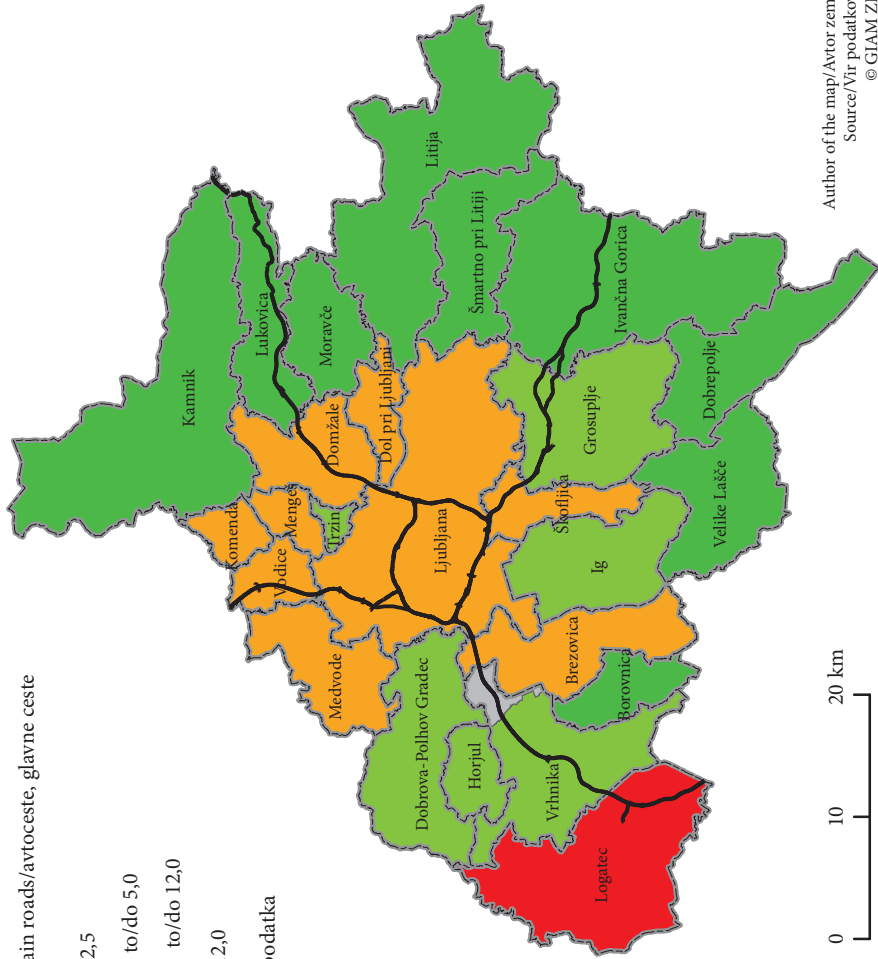 ain roads/avtoceste, glavne ceste
2,5
to/do 5,0
to/do 12,0
2,0
podatka
Kamnik
Lukovica
Moravče
Litija
Šmartno pri Litiji
Ivančna Gorica
Dobrepolje
Velike Lašče
Grosuplje
Škofljica
Ig
Ljubljana
Dol pri Ljubljani
Domžale
Mengeš
Trzin
Komenda
Vodice
Medvode
Dobrova-Polhov Gradec
Horjul
Vrhnika
Brezovica
Borovnica
Logatec
0 10 20 km
Author of the map/Avtor zem
Source/Vir podatkov
© GIAM Z